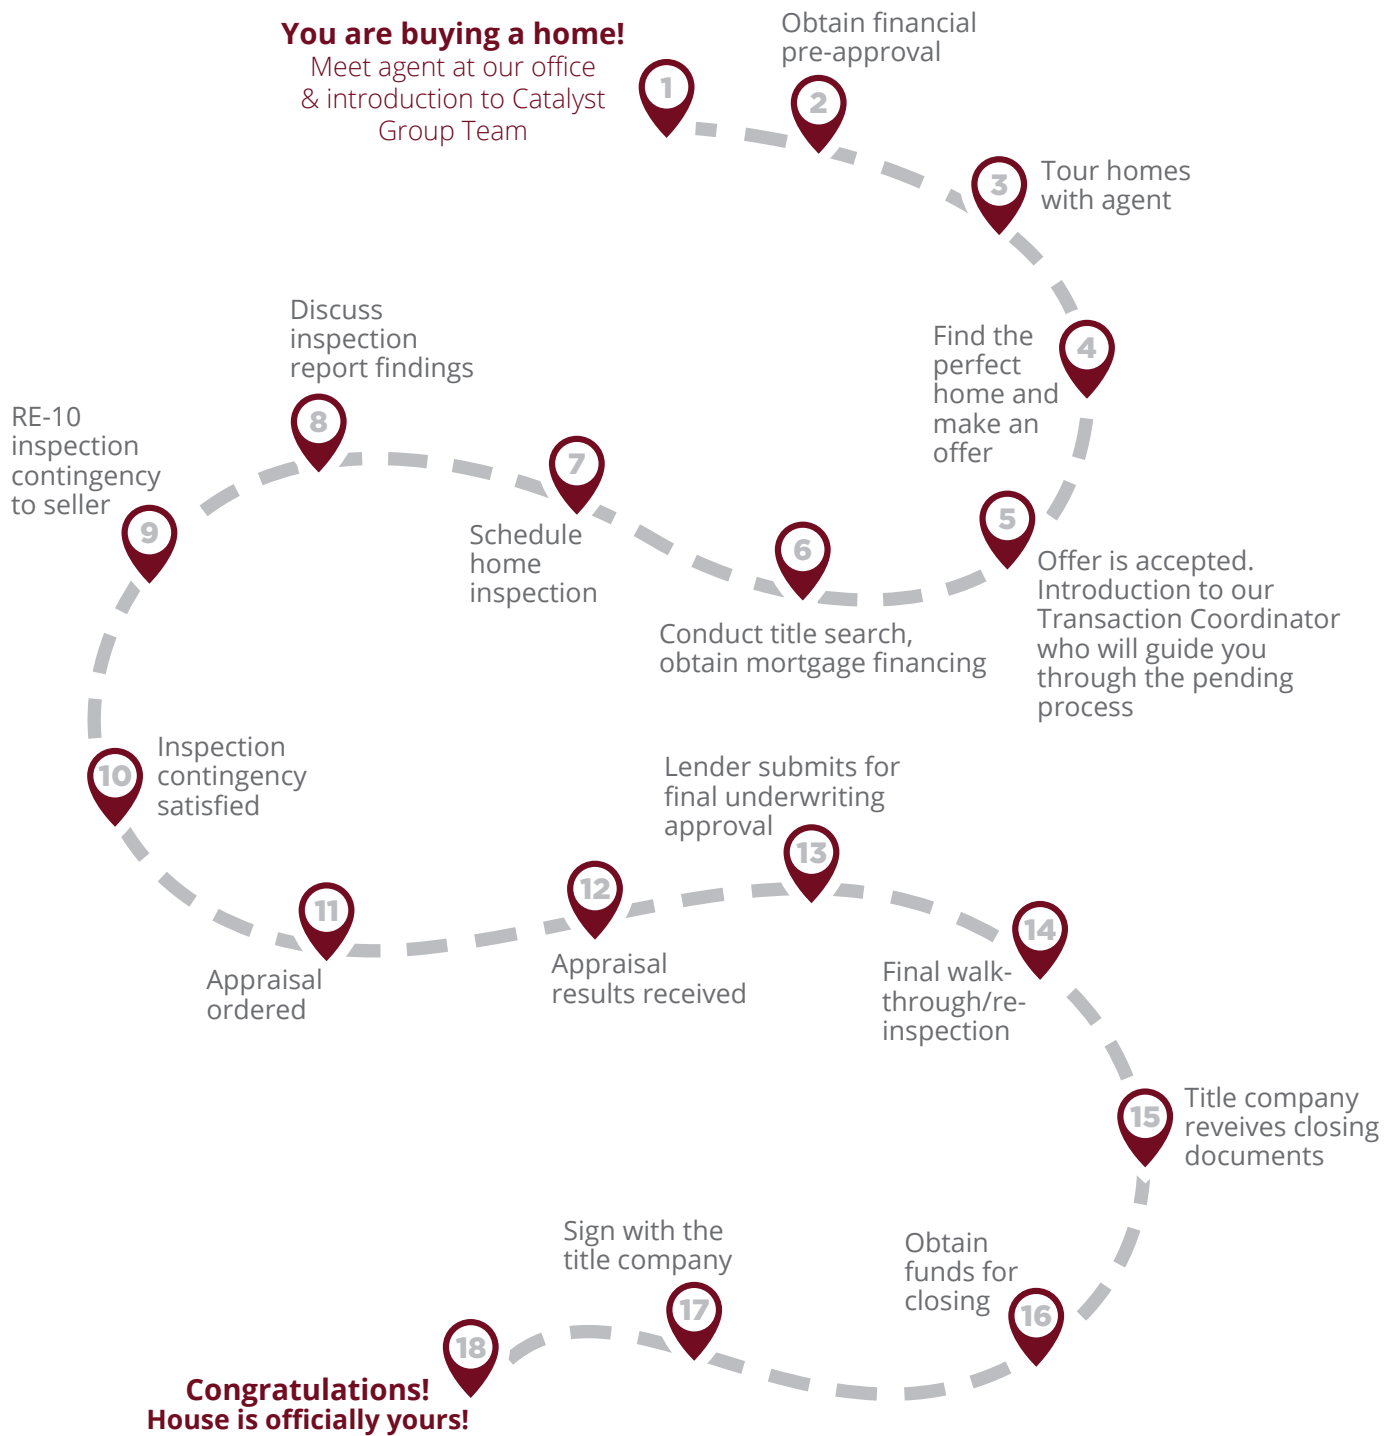 You are buying a home!
Meet agent at our office
& introduction to Catalyst
Group Team
1
Obtain financial
pre-approval
2
3
Tour homes
with agent
Find the
perfect
home and
make an
offer
4
5
Offer is accepted.
Introduction to our
Transaction Coordinator
who will guide you
through the pending
process
6
Conduct title search,
obtain mortgage financing
7
Schedule
home
inspection
Discuss
inspection
report findings
8
RE-10
inspection
contingency
to seller
9
10
Inspection
contingency
satisfied
11
Appraisal
ordered
12
Appraisal
results received
Lender submits for
final underwriting
approval
13
14
Final walk-
through/re-
inspection
15
Title company
reveives closing
documents
Obtain
funds for
closing
16
Sign with the
title company
17
18
Congratulations!
House is officially yours!